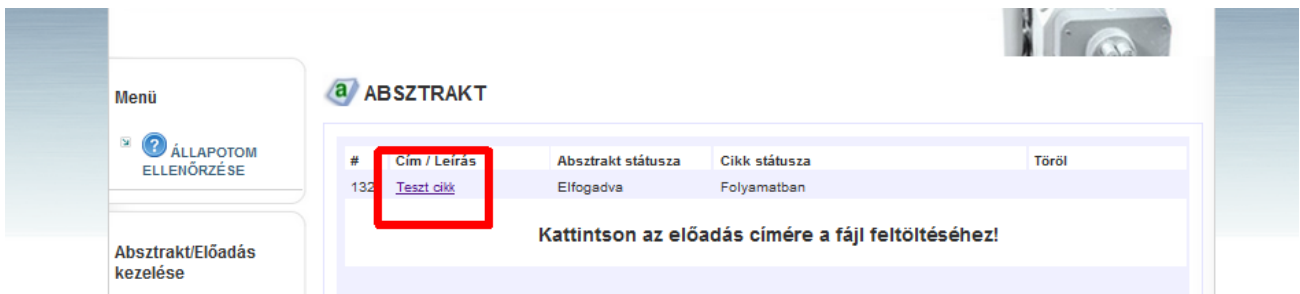 Menü
ÁLLAPOTOM
ELLENŐRZÉSE
Absztrakt/Előadás
kezelése
a ABSZTRAKT
# Cím / Leírás Absztrakt státusza Cikk státusza Töröl
132 Teszt cikk Elfogadva Folyamatban
Kattintson az előadás címére a fájl feltöltéséhez!